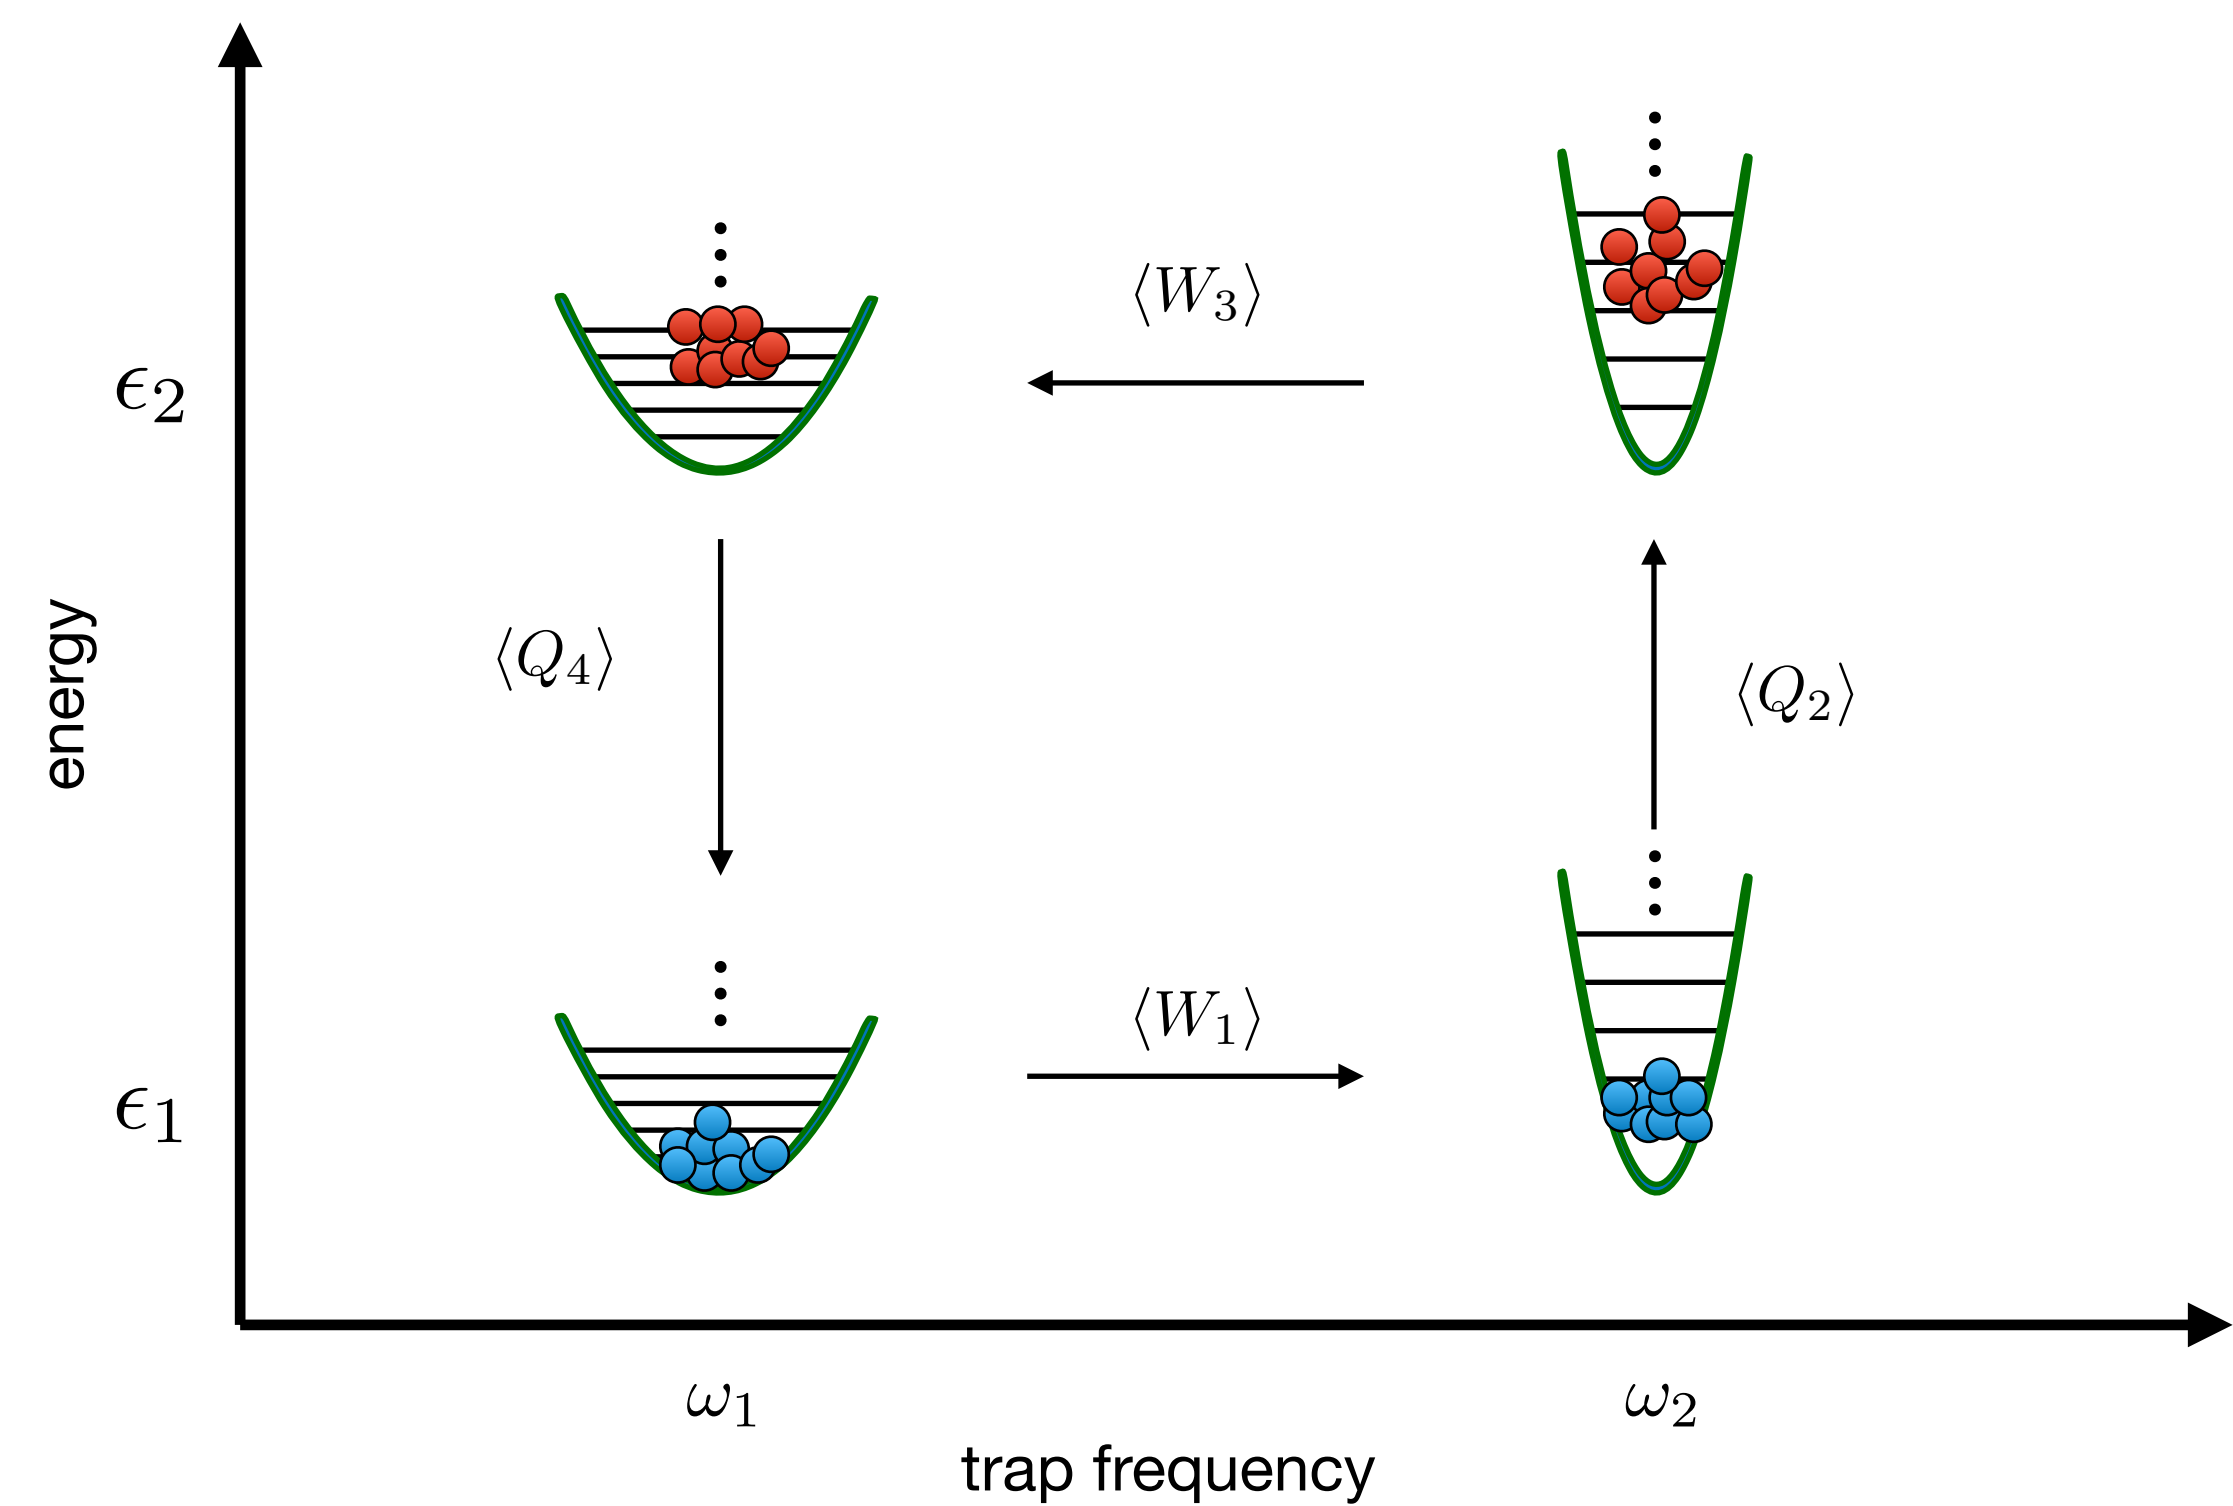 ⟨W₃⟩
ϵ₂
⟨Q₄⟩
⟨Q₂⟩
energy
⟨W₁⟩
ϵ₁
ω₁
ω₂
trap frequency